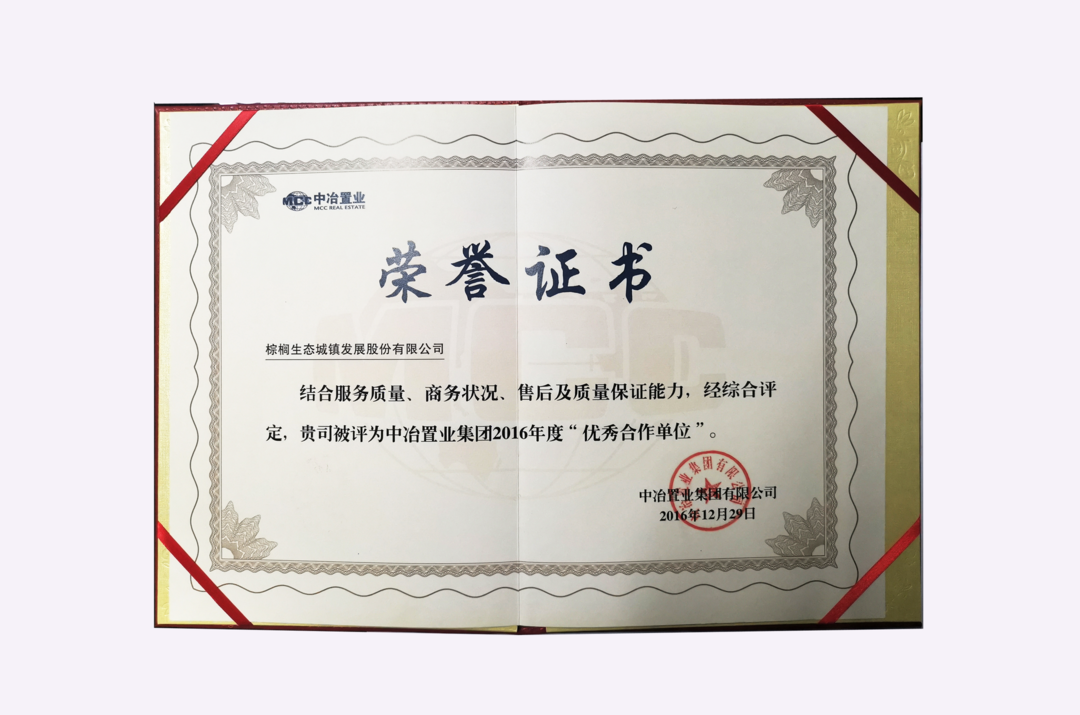 MCC 中冶置业
MCC REAL ESTATE
荣誉证书
棕榈生态城镇发展股份有限公司
结合服务质量、商务状况、售后及质量保证能力，经综合评
定，贵司被评为中冶置业集团2016年度“优秀合作单位”。
中冶置业集团有限公司
2016年12月29日